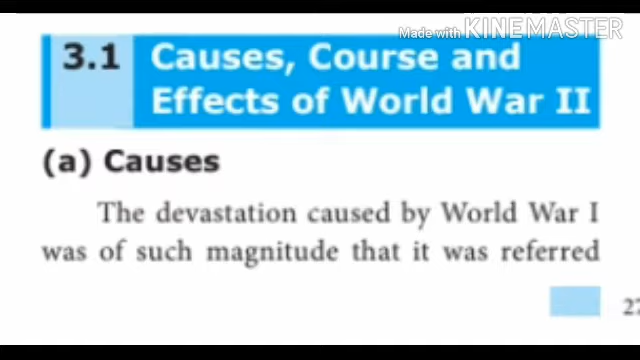 Made with KINEMASTER
3.1 Causes, Course and
Effects of World War II
(a) Causes
The devastation caused by World War I
was of such magnitude that it was referred
27